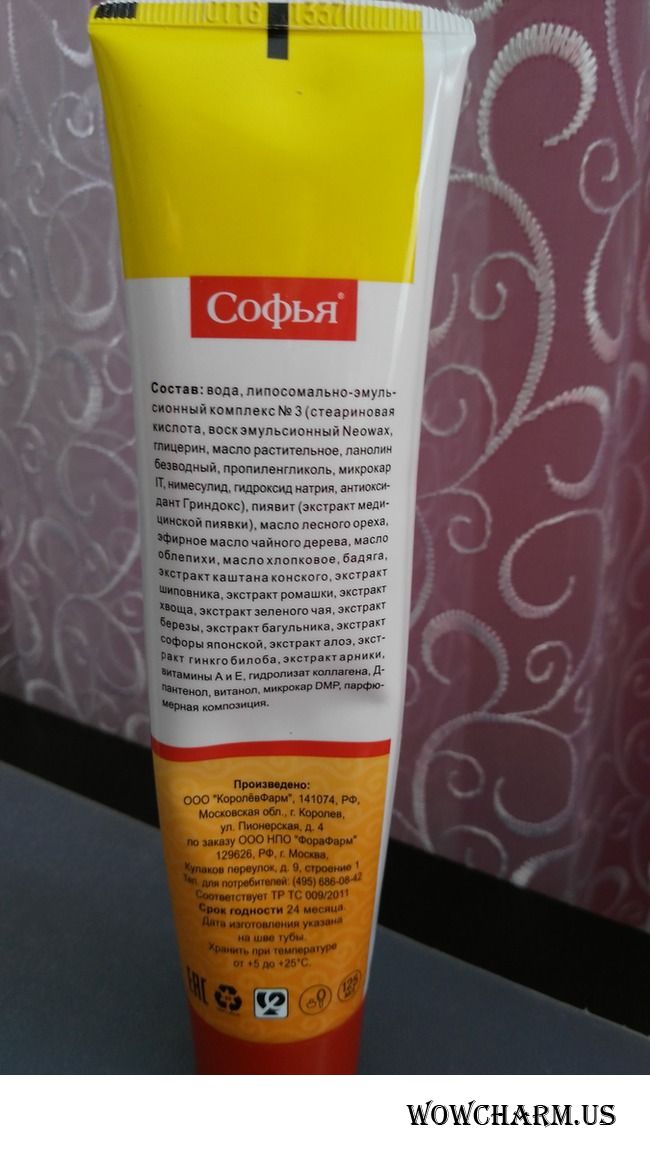 0116 1337
Софья®
Состав: вода, липосомально-эмуль-
сионный комплекс № 3 (стеариновая
кислота, воск эмульсионный Neowax,
глицерин, масло растительное, ланолин
безводный, пропиленгликоль, микрокар
IT, нимесулид, гидроксид натрия, антиокси-
дант Гриндокс), пиявит (экстракт меди-
цинской пиявки), масло лесного ореха,
эфирное масло чайного дерева, масло
облепихи, масло хлопковое, бадяга,
экстракт каштана конского, экстракт
шиповника, экстракт ромашки, экстракт
хвоща, экстракт зеленого чая, экстракт
березы, экстракт багульника, экстракт
софоры японской, экстракт алоэ, экст-
ракт гинкго билоба, экстракт арники,
витамины А и Е, гидролизат коллагена, Д-
пантенол, витанол, микрокар DMP, парфю-
мерная композиция.
Произведено:
ООО "КоролёвФарм", 141074, РФ,
Московская обл., г. Королев,
ул. Пионерская, д. 4
по заказу ООО НПО "ФораФарм"
129626, РФ, г. Москва,
Кулаков переулок, д. 9, строение 1
Тел. для потребителей: (495) 686-08-42
Соответствует ТР ТС 009/2011
Срок годности 24 месяца.
Дата изготовления указана
на шве тубы.
Хранить при температуре
от +5 до +25°С.
EAC
125 мл
WOWCHARM.US